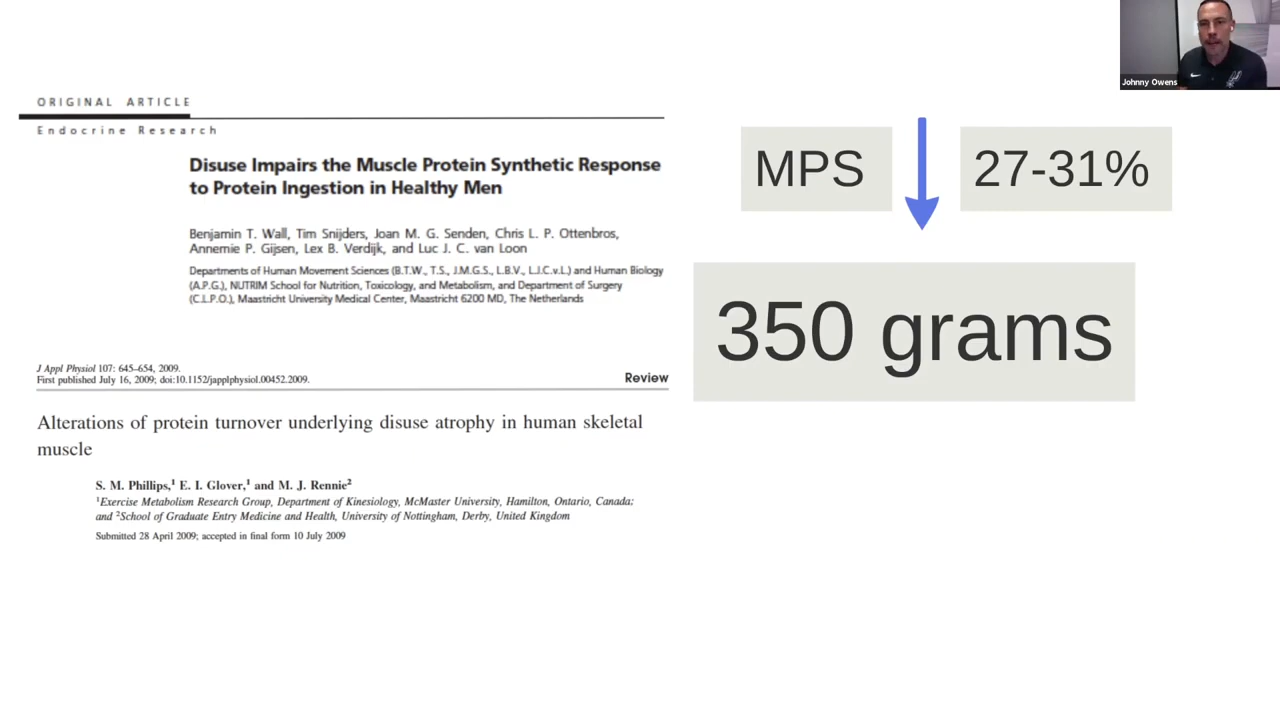 Johnny Owens
ORIGINAL ARTICLE
Endocrine Research
Disuse Impairs the Muscle Protein Synthetic Response
to Protein Ingestion in Healthy Men
Benjamin T. Wall, Tim Snijders, Joan M. G. Senden, Chris L. P. Ottenbros,
Annemie P. Gijsen, Lex B. Verdijk, and Luc J. C. van Loon
Departments of Human Movement Sciences (B.T.W., T.S., J.M.G.S., L.B.V., L.J.C.v.L.) and Human Biology
(A.P.G.), NUTRIM School for Nutrition, Toxicology, and Metabolism, and Department of Surgery
(C.L.P.O.), Maastricht University Medical Center, Maastricht 6200 MD, The Netherlands
J Appl Physiol 107: 645–654, 2009.
First published July 16, 2009; doi:10.1152/japplphysiol.00452.2009.
Review
Alterations of protein turnover underlying disuse atrophy in human skeletal
muscle
S. M. Phillips,¹ E. I. Glover,¹ and M. J. Rennie²
¹Exercise Metabolism Research Group, Department of Kinesiology, McMaster University, Hamilton, Ontario, Canada;
and ²School of Graduate Entry Medicine and Health, University of Nottingham, Derby, United Kingdom
Submitted 28 April 2009; accepted in final form 10 July 2009
MPS
27-31%
350 grams